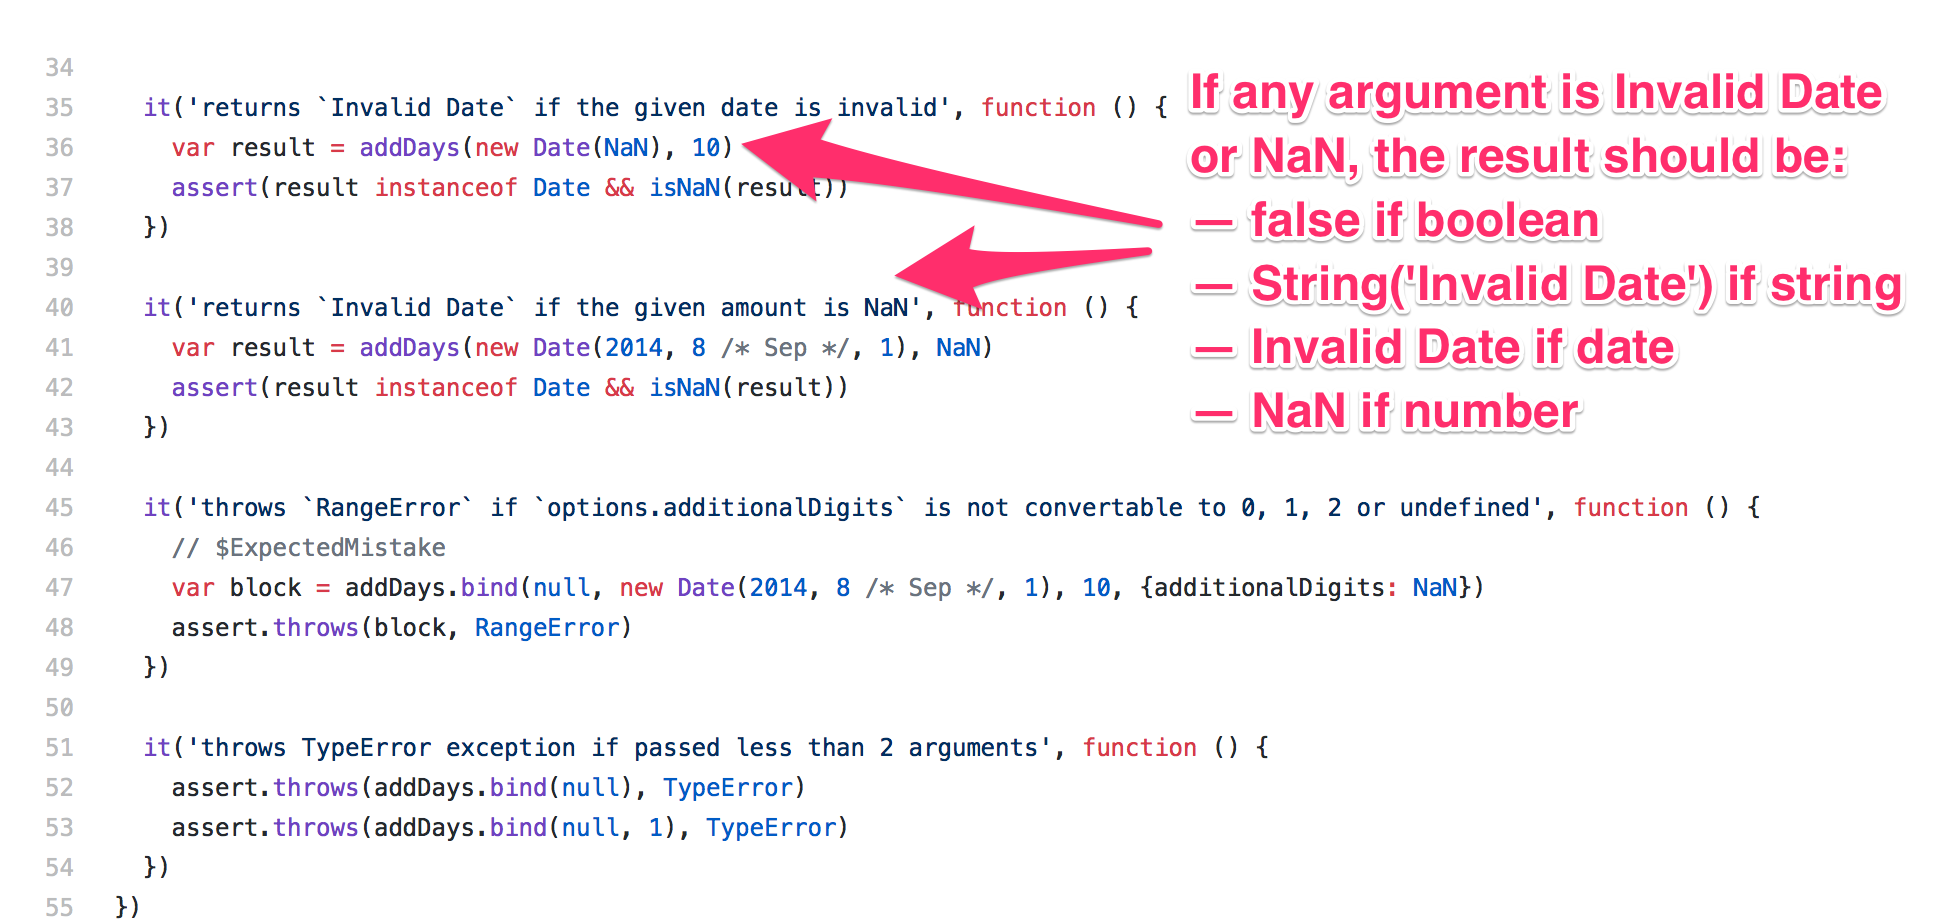 34
35 it('returns `Invalid Date` if the given date is invalid', function () {
36 var result = addDays(new Date(NaN), 10)
37 assert(result instanceof Date && isNaN(result))
38 })
39
40 it('returns `Invalid Date` if the given amount is NaN', function () {
41 var result = addDays(new Date(2014, 8 /* Sep */, 1), NaN)
42 assert(result instanceof Date && isNaN(result))
43 })
44
45 it('throws `RangeError` if `options.additionalDigits` is not convertable to 0, 1, 2 or undefined', function () {
46 // $ExpectedMistake
47 var block = addDays.bind(null, new Date(2014, 8 /* Sep */, 1), 10, {additionalDigits: NaN})
48 assert.throws(block, RangeError)
49 })
50
51 it('throws TypeError exception if passed less than 2 arguments', function () {
52 assert.throws(addDays.bind(null), TypeError)
53 assert.throws(addDays.bind(null, 1), TypeError)
54 })
55 })
If any argument is Invalid Date
or NaN, the result should be:
— false if boolean
— String('Invalid Date') if string
— Invalid Date if date
— NaN if number